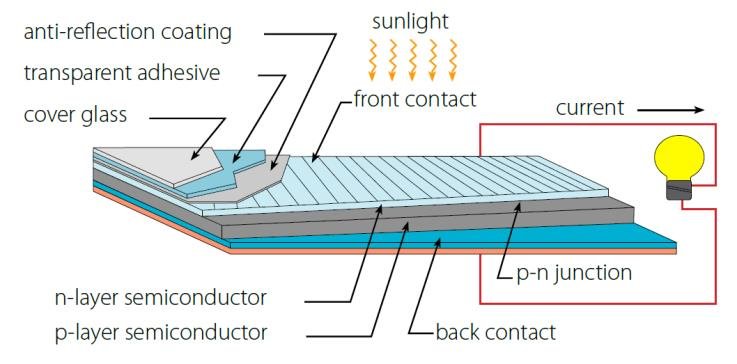 anti-reflection coating
sunlight
transparent adhesive
front contact
cover glass
current
p-n junction
n-layer semiconductor
p-layer semiconductor
back contact